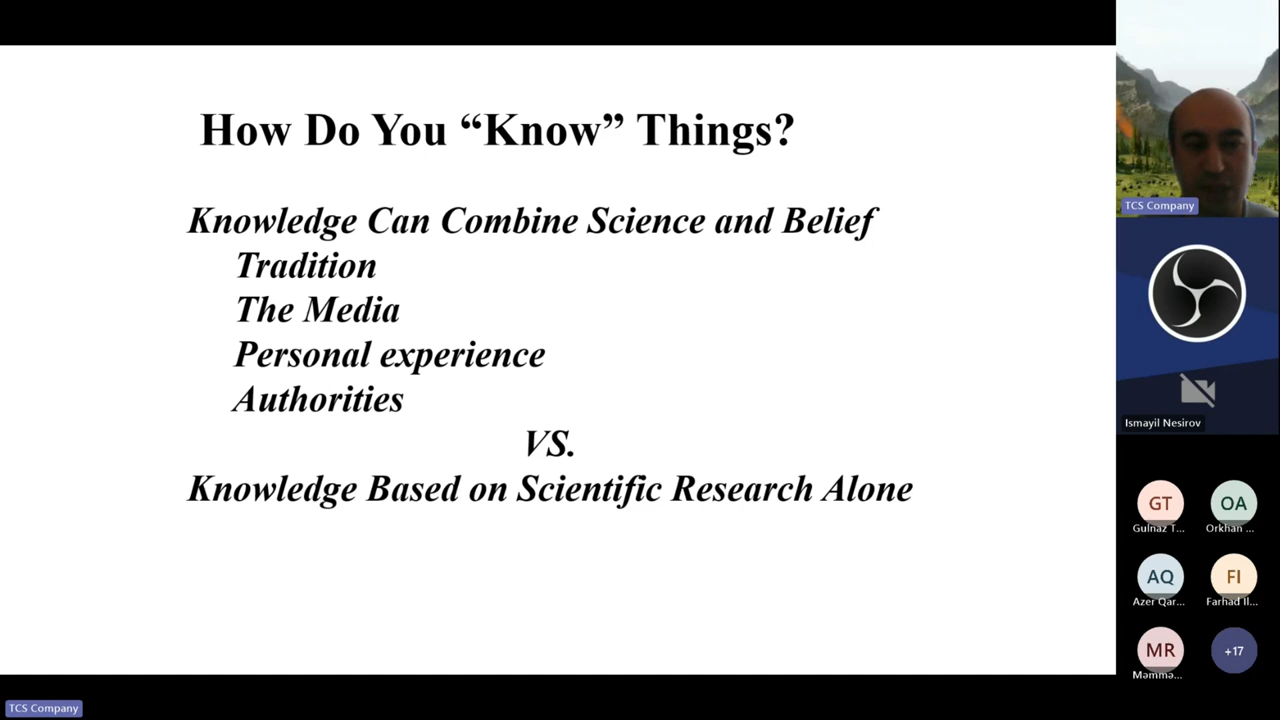 How Do You “Know” Things?
Knowledge Can Combine Science and Belief
Tradition
The Media
Personal experience
Authorities
VS.
Knowledge Based on Scientific Research Alone
TCS Company
TCS Company
Ismayil Nesirov
GT
OA
Gulnaz T...
Orkhan ...
AQ
FI
Azer Qar...
Farhad Il...
MR
+17
Məmmə...